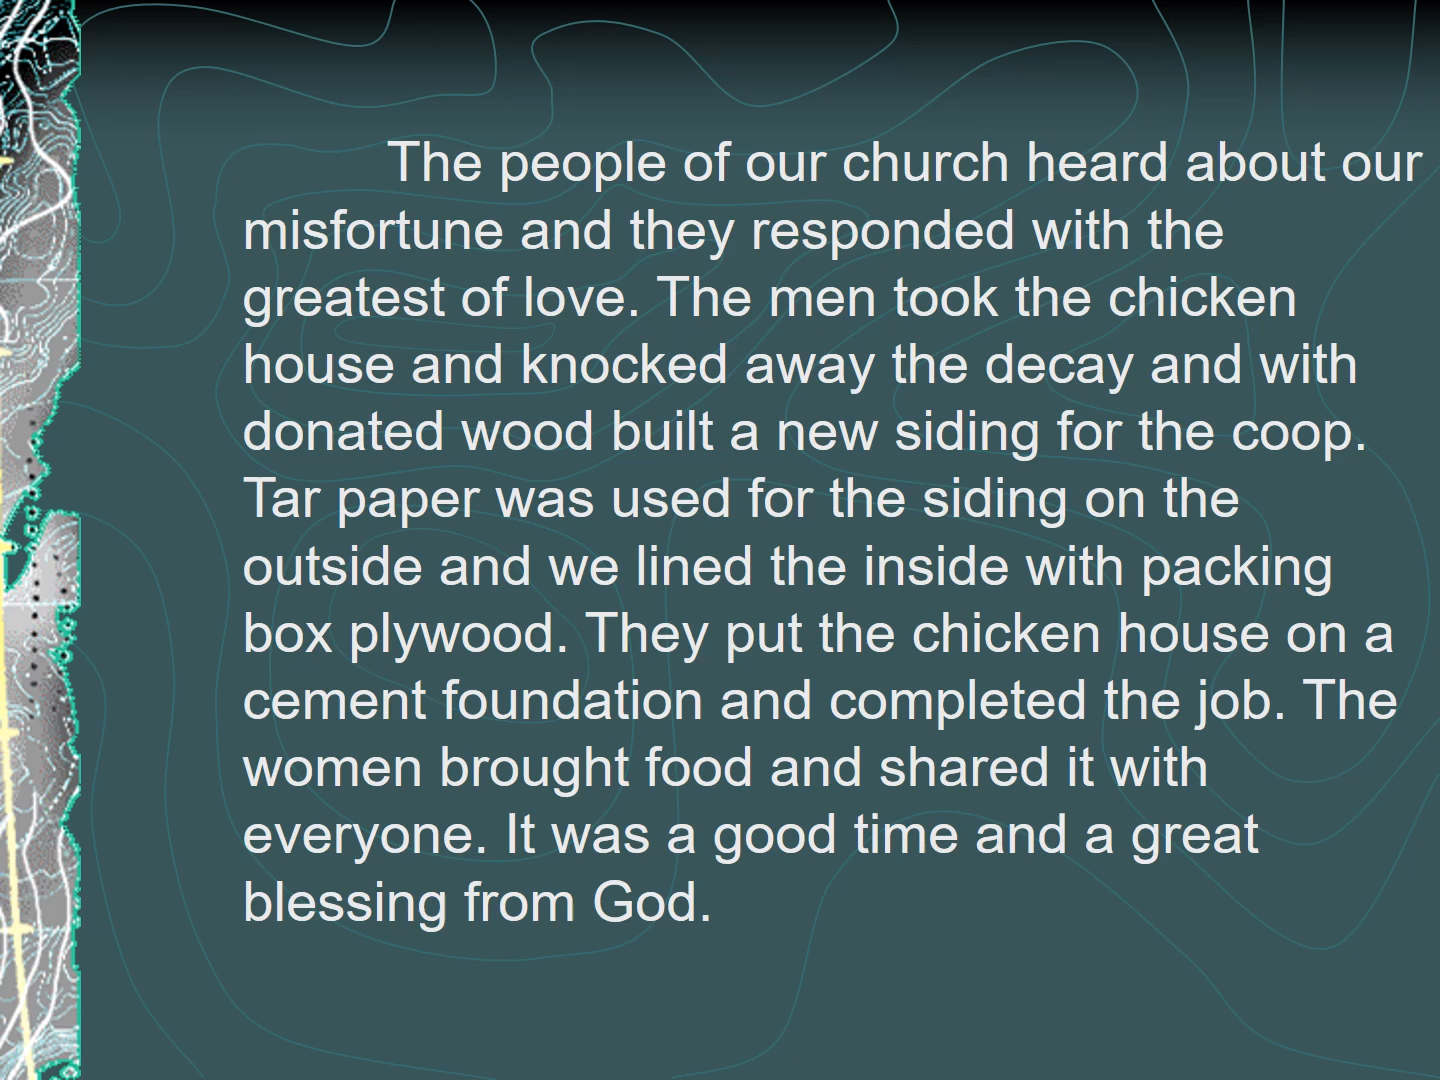 The people of our church heard about our
misfortune and they responded with the
greatest of love. The men took the chicken
house and knocked away the decay and with
donated wood built a new siding for the coop.
Tar paper was used for the siding on the
outside and we lined the inside with packing
box plywood. They put the chicken house on a
cement foundation and completed the job. The
women brought food and shared it with
everyone. It was a good time and a great
blessing from God.